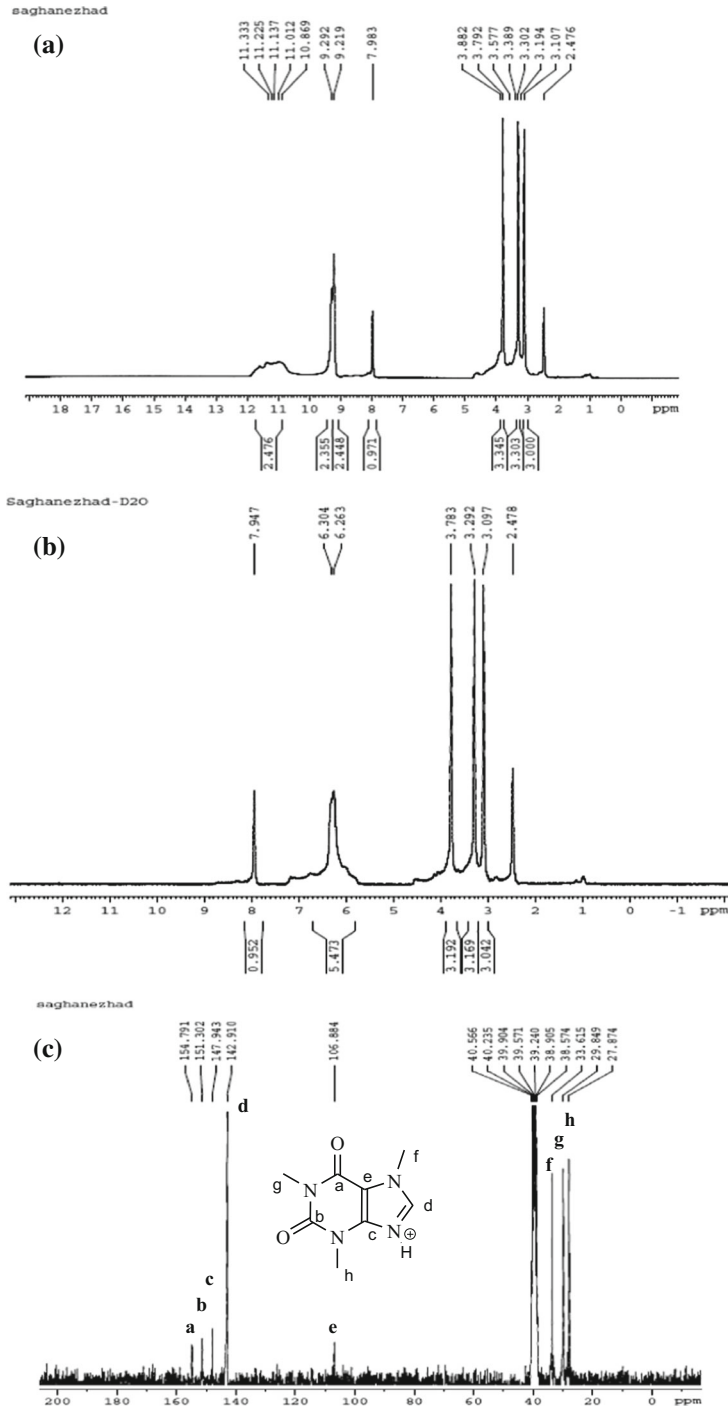 saghanezhad
(a)
11.333
11.225
11.137
11.012
10.869
9.292
9.219
7.983
3.882
3.792
3.577
3.389
3.302
3.194
3.107
2.476
18 17 16 15 14 13 12 11 10 9 8 7 6 5 4 3 2 1 0 ppm
2.476
2.355
2.448
0.971
3.345
3.303
3.000
Saghanezhad-D2O
(b)
7.947
6.304
6.263
3.783
3.292
3.097
2.478
12 11 10 9 8 7 6 5 4 3 2 1 0 -1 ppm
0.952
5.473
3.192
3.169
3.042
saghanezhad
(c)
154.791
151.302
147.943
142.910
106.884
40.566
40.235
39.904
39.571
39.240
38.905
38.574
33.615
29.849
27.874
d
h
g
f
O
f
g
N
a
e
N
d
b
c
N
⊕
H
O
N
h
c
b
a
e
200 180 160 140 120 100 80 60 40 20 0 ppm